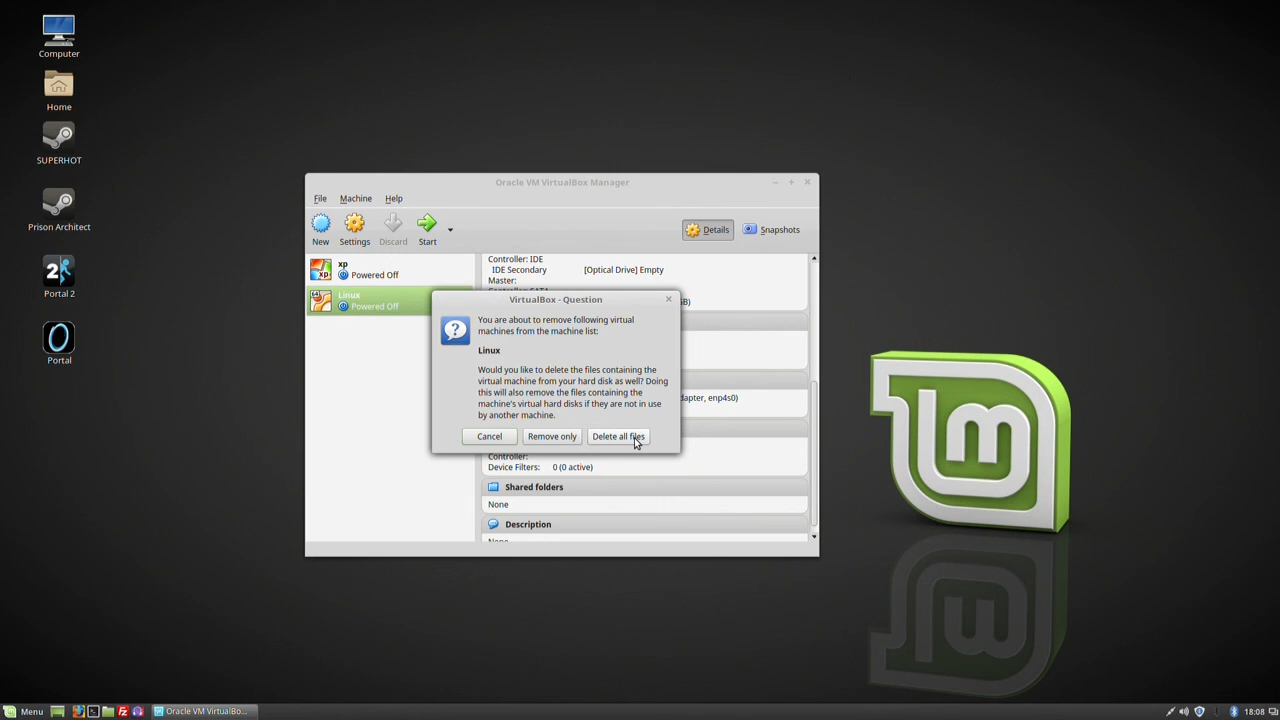 Computer
Home
SUPERHOT
Prison Architect
Portal 2
Portal
Oracle VM VirtualBox Manager
File Machine Help
New Settings Discard Start Details Snapshots
xp
Powered Off
Linux
Powered Off
Controller: IDE
IDE Secondary [Optical Drive] Empty
Master:
VirtualBox - Question
You are about to remove following virtual
machines from the machine list:
Linux
Would you like to delete the files containing the
virtual machine from your hard disk as well? Doing
this will also remove the files containing the
machine's virtual hard disks if they are not in use
by another machine.
Cancel Remove only Delete all files
dapter, enp4s0)
Controller:
Device Filters: 0 (0 active)
Shared folders
None
Description
Menu Oracle VM VirtualBo... 18:08